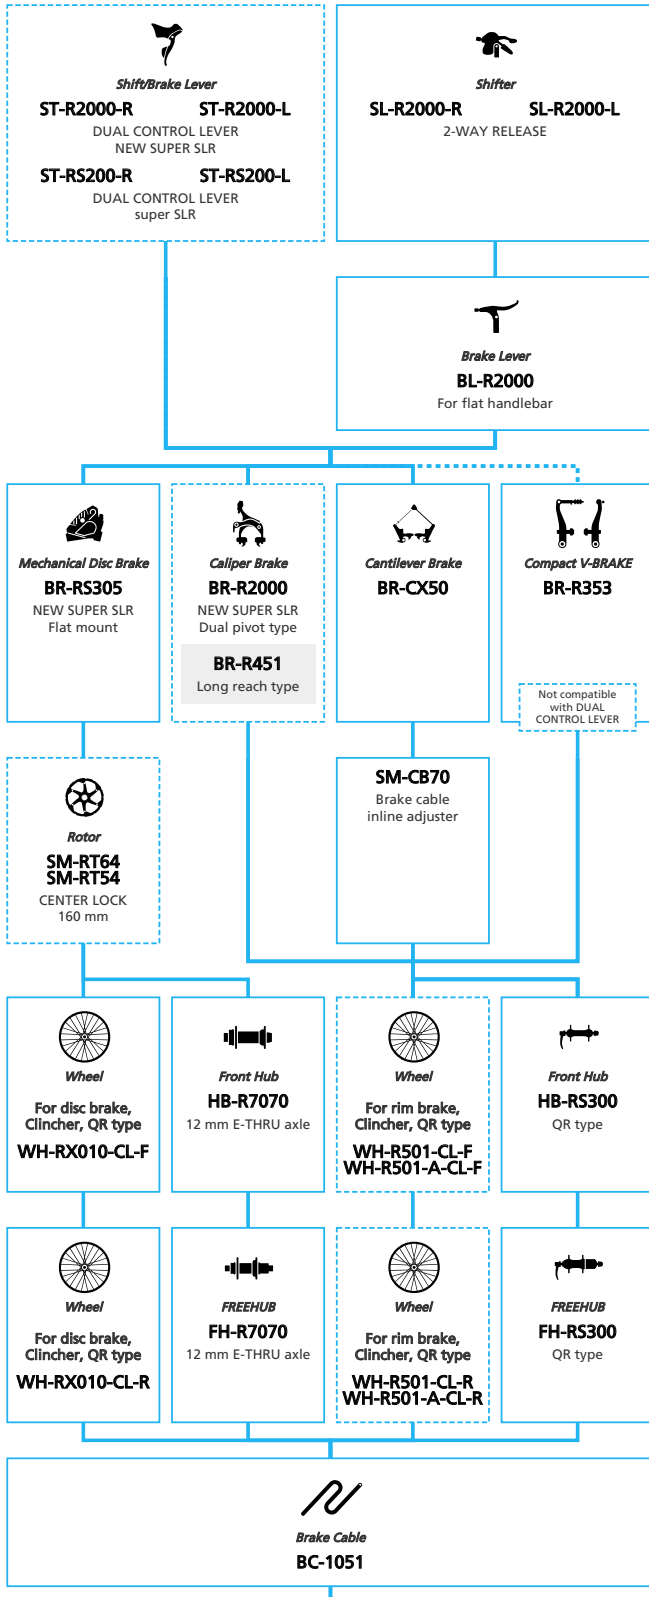 Shift/Brake Lever
ST-R2000-R ST-R2000-L
DUAL CONTROL LEVER
NEW SUPER SLR
ST-RS200-R ST-RS200-L
DUAL CONTROL LEVER
super SLR
Shifter
SL-R2000-R SL-R2000-L
2-WAY RELEASE
Brake Lever
BL-R2000
For flat handlebar
Mechanical Disc Brake
BR-RS305
NEW SUPER SLR
Flat mount
Caliper Brake
BR-R2000
NEW SUPER SLR
Dual pivot type
BR-R451
Long reach type
Cantilever Brake
BR-CX50
Compact V-BRAKE
BR-R353
Not compatible
with DUAL
CONTROL LEVER
Rotor
SM-RT64
SM-RT54
CENTER LOCK
160 mm
SM-CB70
Brake cable
inline adjuster
Wheel
For disc brake,
Clincher, QR type
WH-RX010-CL-F
Front Hub
HB-R7070
12 mm E-THRU axle
Wheel
For rim brake,
Clincher, QR type
WH-R501-CL-F
WH-R501-A-CL-F
Front Hub
HB-RS300
QR type
Wheel
For disc brake,
Clincher, QR type
WH-RX010-CL-R
FREEHUB
FH-R7070
12 mm E-THRU axle
Wheel
For rim brake,
Clincher, QR type
WH-R501-CL-R
WH-R501-A-CL-R
FREEHUB
FH-RS300
QR type
Brake Cable
BC-1051